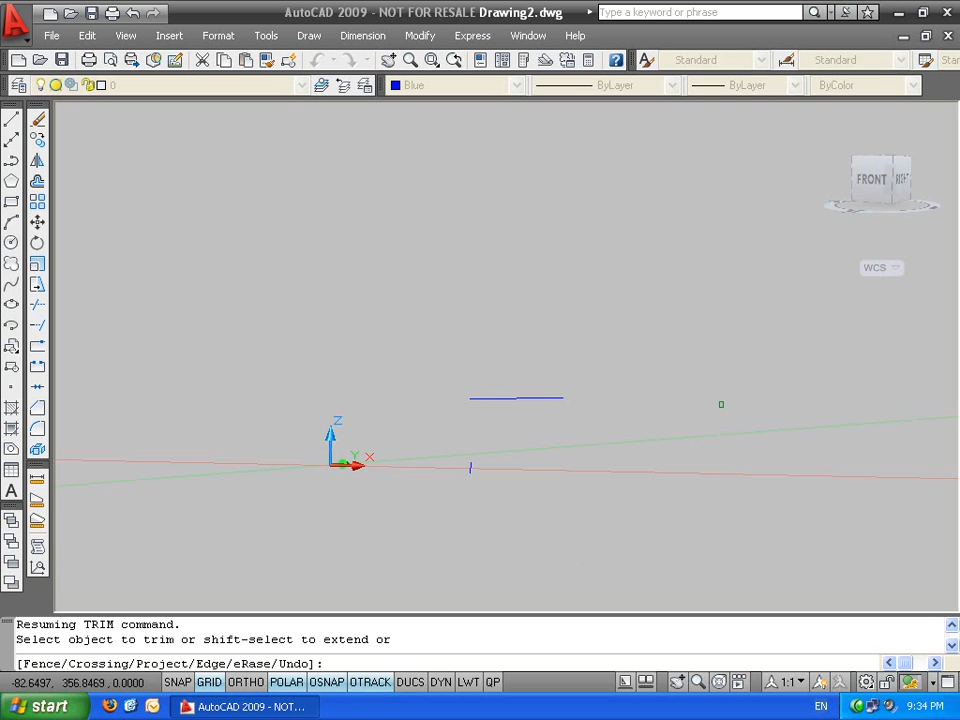 AutoCAD 2009 - NOT FOR RESALE Drawing2.dwg
Type a keyword or phrase
File Edit View Insert Format Tools Draw Dimension Modify Express Window Help
Standard Standard Stan
0 Blue ByLayer ByLayer ByColor
FRONT RIGHT
WCS
Z
Y X
A
Resuming TRIM command.
Select object to trim or shift-select to extend or
[Fence/Crossing/Project/Edge/eRase/Undo]:
-82.6497, 356.8469, 0.0000 SNAP GRID ORTHO POLAR OSNAP OTRACK DUCS DYN LWT QP 1:1
start AutoCAD 2009 - NOT... EN 9:34 PM